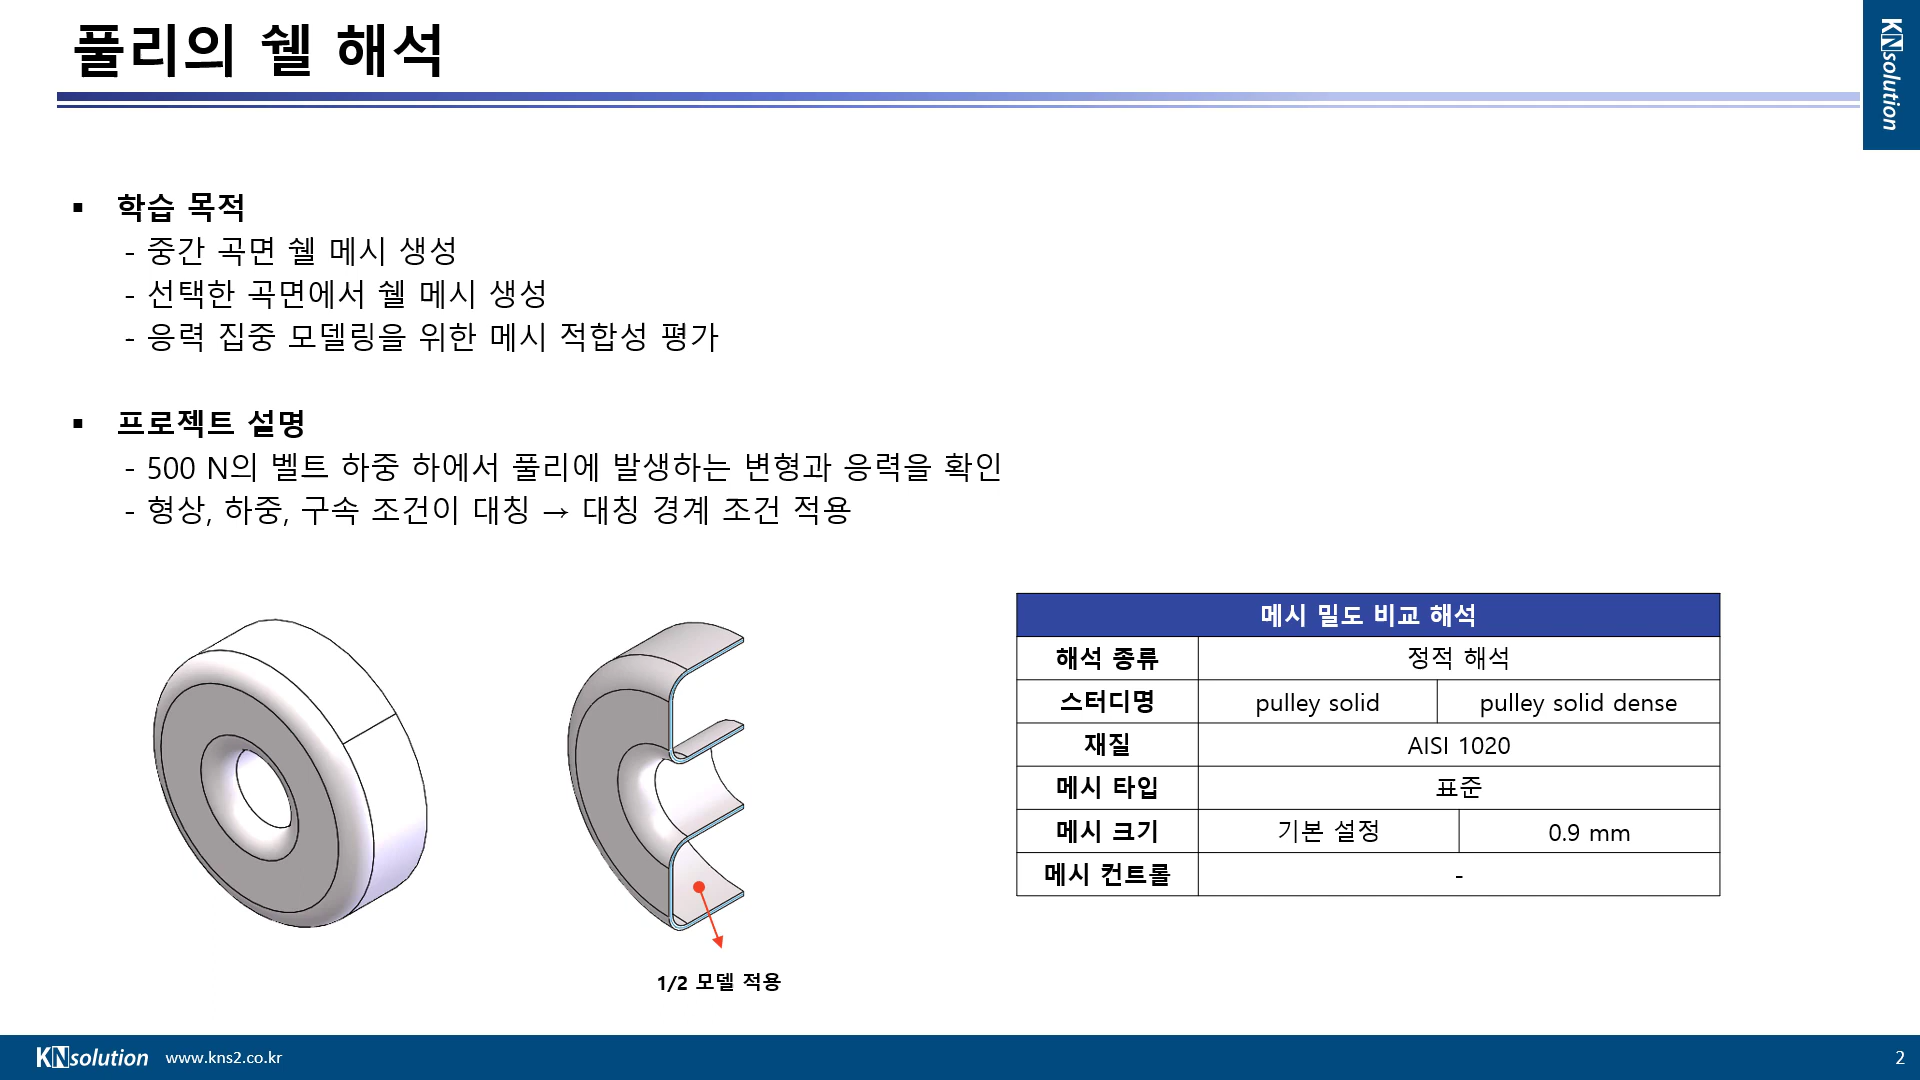 풀리의 쉘 해석
KNsolution
▪ 학습 목적
- 중간 곡면 쉘 메시 생성
- 선택한 곡면에서 쉘 메시 생성
- 응력 집중 모델링을 위한 메시 적합성 평가
▪ 프로젝트 설명
- 500 N의 벨트 하중 하에서 풀리에 발생하는 변형과 응력을 확인
- 형상, 하중, 구속 조건이 대칭 → 대칭 경계 조건 적용
메시 밀도 비교 해석
해석 종류 정적 해석
스터디명 pulley solid pulley solid dense
재질 AISI 1020
메시 타입 표준
메시 크기 기본 설정 0.9 mm
메시 컨트롤 -
1/2 모델 적용
KNsolution www.kns2.co.kr 2